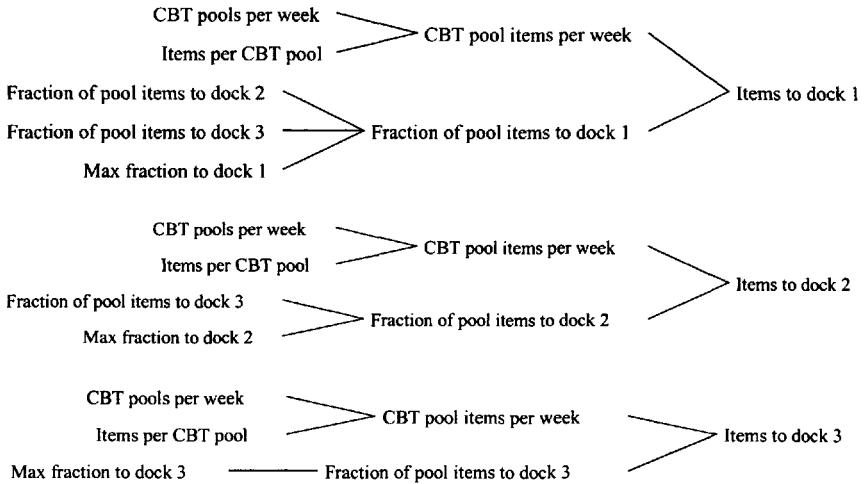 CBT pools per week
CBT pool items per week
Items per CBT pool
Fraction of pool items to dock 2
Items to dock 1
Fraction of pool items to dock 3
Fraction of pool items to dock 1
Max fraction to dock 1
CBT pools per week
CBT pool items per week
Items per CBT pool
Items to dock 2
Fraction of pool items to dock 3
Fraction of pool items to dock 2
Max fraction to dock 2
CBT pools per week
CBT pool items per week
Items per CBT pool
Items to dock 3
Max fraction to dock 3
Fraction of pool items to dock 3